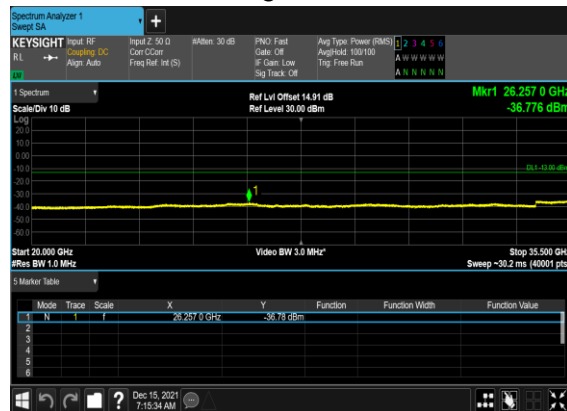 Spectrum Analyzer 1
Swept SA
+
KEYSIGHT Input: RF Input Z: 50 Ω #Atten: 30 dB PNO: Fast Avg Type: Power (RMS) 1 2 3 4 5 6
RL Coupling: DC Corr CCorr Gate: Off Avg|Hold: 100/100 A W W W W W
Align: Auto Freq Ref: Int (S) IF Gain: Low Trig: Free Run
Sig Track: Off A N N N N N
1 Spectrum Ref Lvl Offset 14.91 dB Mkr1 26.257 0 GHz
Scale/Div 10 dB Ref Level 30.00 dBm -36.776 dBm
Log
20.0
10.0
0.00
-10.0 DL1 -13.00 dBm
-20.0
-30.0 1
-40.0
-50.0
-60.0
Start 20.000 GHz Video BW 3.0 MHz* Stop 35.500 GHz
#Res BW 1.0 MHz Sweep ~30.2 ms (40001 pts)
5 Marker Table
Mode Trace Scale X Y Function Function Width Function Value
1 N 1 f 26.257 0 GHz -36.78 dBm
2
3
4
5
6
? Dec 15, 2021
7:15:34 AM